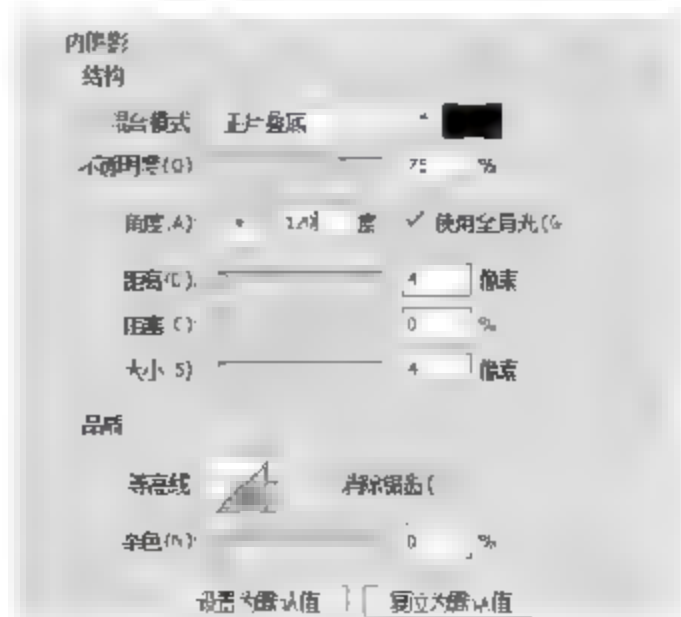 内阴影
结构
混合模式 正片叠底
不透明度(O) 75 %
角度(A): 度 ✓ 使用全局光(G
距离(D): 4 像素
阻塞(C): 0 %
大小(S) 4 像素
品质
等高线 消除锯齿(
杂色(N): 0 %
设置为默认值 复位为默认值